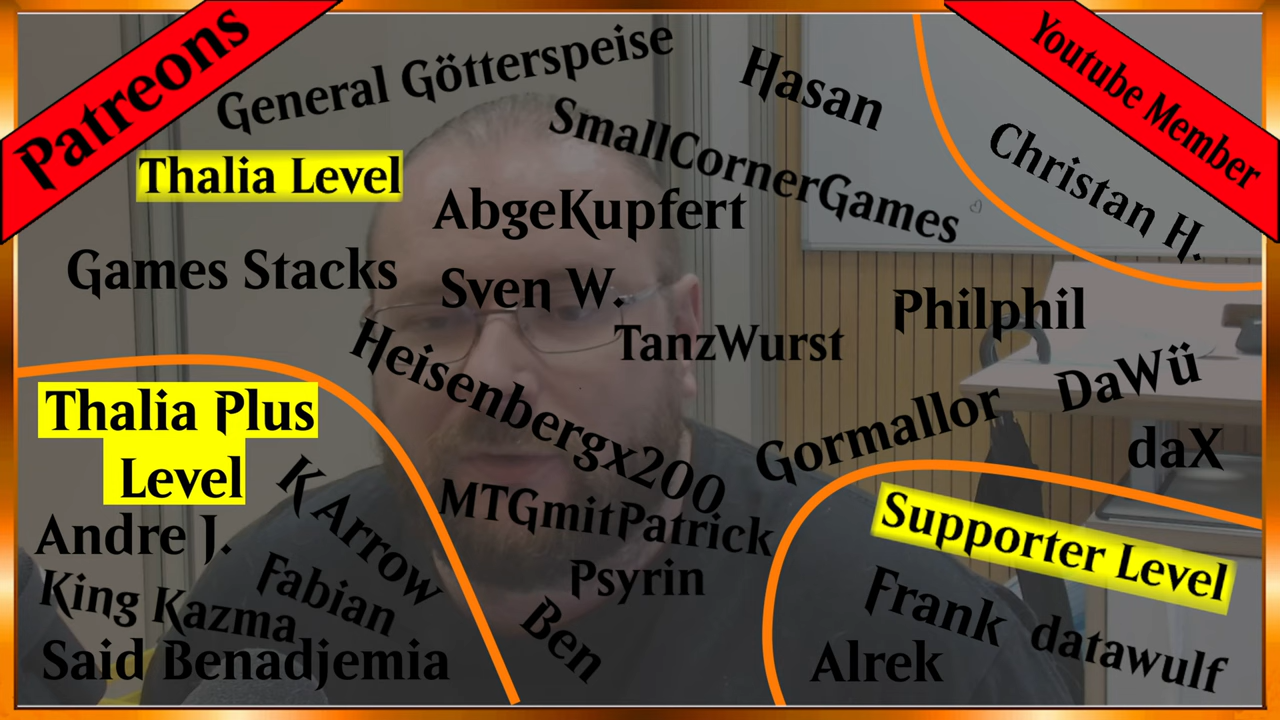 Patreons
Youtube Member
General Götterspeise
Hasan
Christan H.
Thalia Level
SmallCornerGames
AbgeKupfert
Games Stacks
Sven W.
TanzWurst
Philphil
Heisenbergx200
DaWü
Gormallor
daX
MTGmitPatrick
Psyrin
Ben
Thalia Plus
Level
K Arrow
Andre J.
Fabian
King Kazma
Said Benadjemia
Supporter Level
Frank
datawulf
Alrek